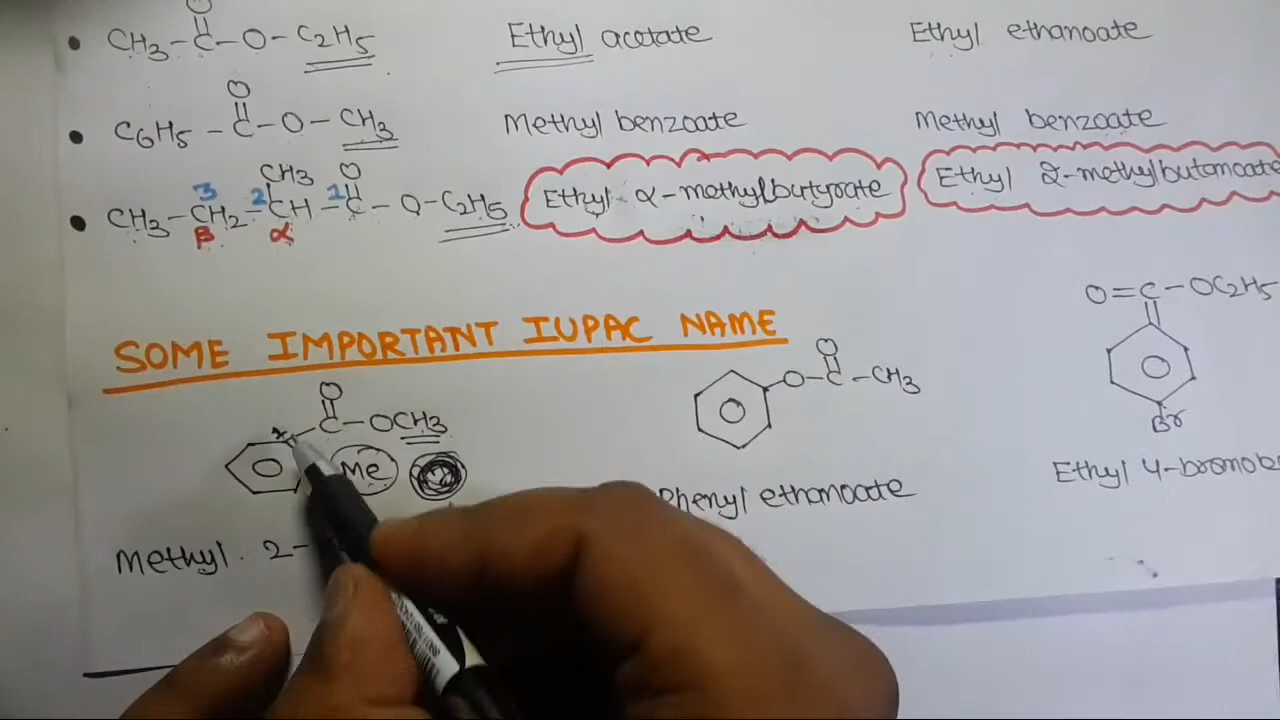 CH3-C-O-C2H5 Ethyl acetate Ethyl ethanoate
O
C6H5-C-O-CH3 Methyl benzoate Methyl benzoate
O
CH3 O
3 2 1
CH3-CH2-CH-C-O-C2H5 Ethyl α-methylbutyrate Ethyl 2-methylbutanoate
β α
SOME IMPORTANT IUPAC NAME
O=C-OC2H5
O
O-C-CH3
O
C-OCH3
Br
Me
Ethyl 4-bromob
Phenyl ethanoate
Methyl 2-